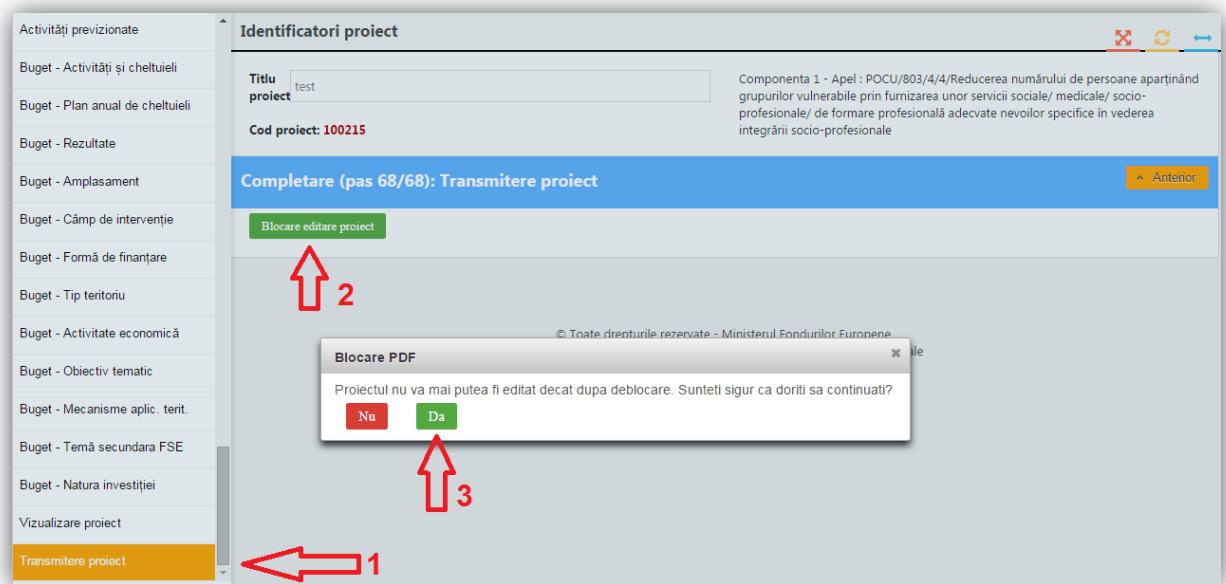 Activități previzionate
Buget - Activități și cheltuieli
Buget - Plan anual de cheltuieli
Buget - Rezultate
Buget - Amplasament
Buget - Câmp de intervenție
Buget - Formă de finanțare
Buget - Tip teritoriu
Buget - Activitate economică
Buget - Obiectiv tematic
Buget - Mecanisme aplic. terit.
Buget - Temă secundara FSE
Buget - Natura investiției
Vizualizare proiect
Transmitere proiect
1
Identificatori proiect
Titlu
proiect
test
Cod proiect: 100215
Componenta 1 - Apel : POCU/803/4/4/Reducerea numărului de persoane aparținând
grupurilor vulnerabile prin furnizarea unor servicii sociale/ medicale/ socio-
profesionale/ de formare profesională adecvate nevoilor specifice în vederea
integrării socio-profesionale
Completare (pas 68/68): Transmitere proiect
Anterior
Blocare editare proiect
2
© Toate drepturile rezervate - Ministerul Fondurilor Europene
ale
Blocare PDF
Proiectul nu va mai putea fi editat decat dupa deblocare. Sunteti sigur ca doriti sa continuati?
Nu
Da
3